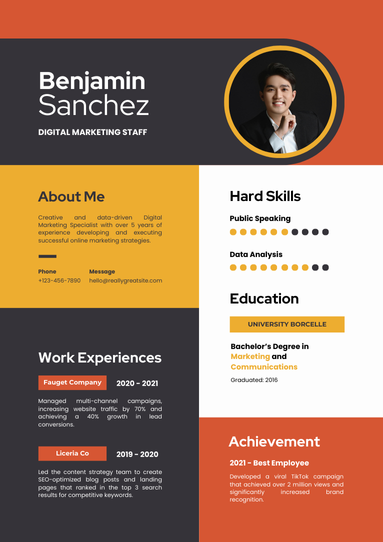 Benjamin
Sanchez
DIGITAL MARKETING STAFF
About Me
Creative and data-driven Digital
Marketing Specialist with over 5 years of
experience developing and executing
successful online marketing strategies.
Phone
+123-456-7890
Message
hello@reallygreatsite.com
Work Experiences
Fauget Company
2020 - 2021
Managed multi-channel campaigns,
increasing website traffic by 70% and
achieving a 40% growth in lead
conversions.
Liceria Co
2019 - 2020
Led the content strategy team to create
SEO-optimized blog posts and landing
pages that ranked in the top 3 search
results for competitive keywords.
Hard Skills
Public Speaking
Data Analysis
Education
UNIVERSITY BORCELLE
Bachelor's Degree in
Marketing and
Communications
Graduated: 2016
Achievement
2021 - Best Employee
Developed a viral TikTok campaign
that achieved over 2 million views and
significantly increased brand
recognition.